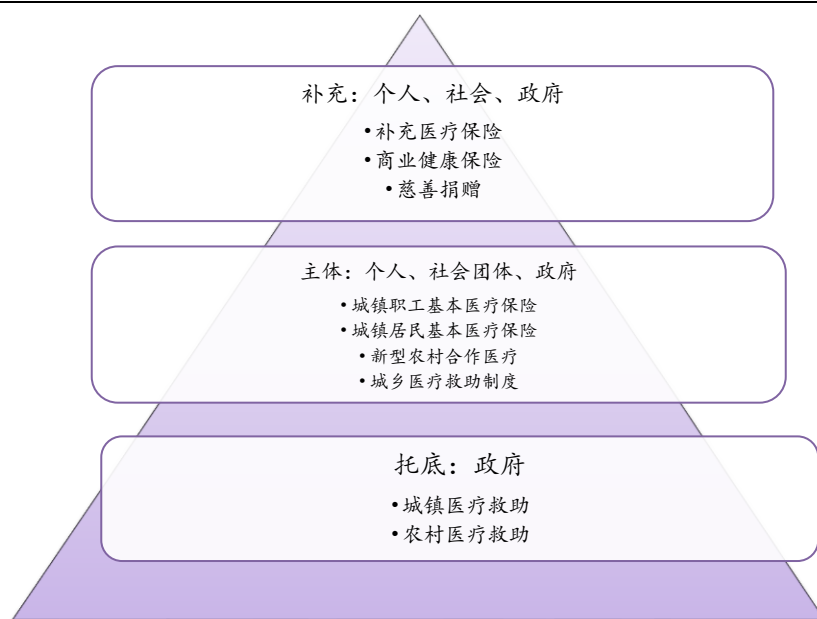 补充：个人、社会、政府
•补充医疗保险
•商业健康保险
•慈善捐赠
主体：个人、社会团体、政府
•城镇职工基本医疗保险
•城镇居民基本医疗保险
•新型农村合作医疗
•城乡医疗救助制度
托底：政府
•城镇医疗救助
•农村医疗救助